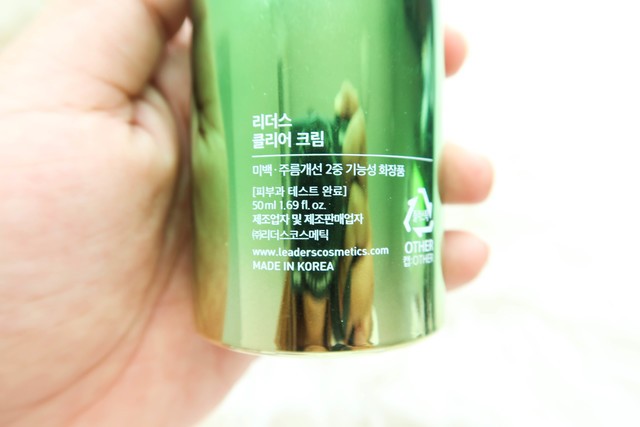 리더스
클리어 크림
미백·주름개선 2중 기능성 화장품
[피부과 테스트 완료]
50ml 1.69 fl. oz.
제조업자 및 제조판매업자
㈜리더스코스메틱
www.leaderscosmetics.com
MADE IN KOREA
OTHER
캡:OTHER